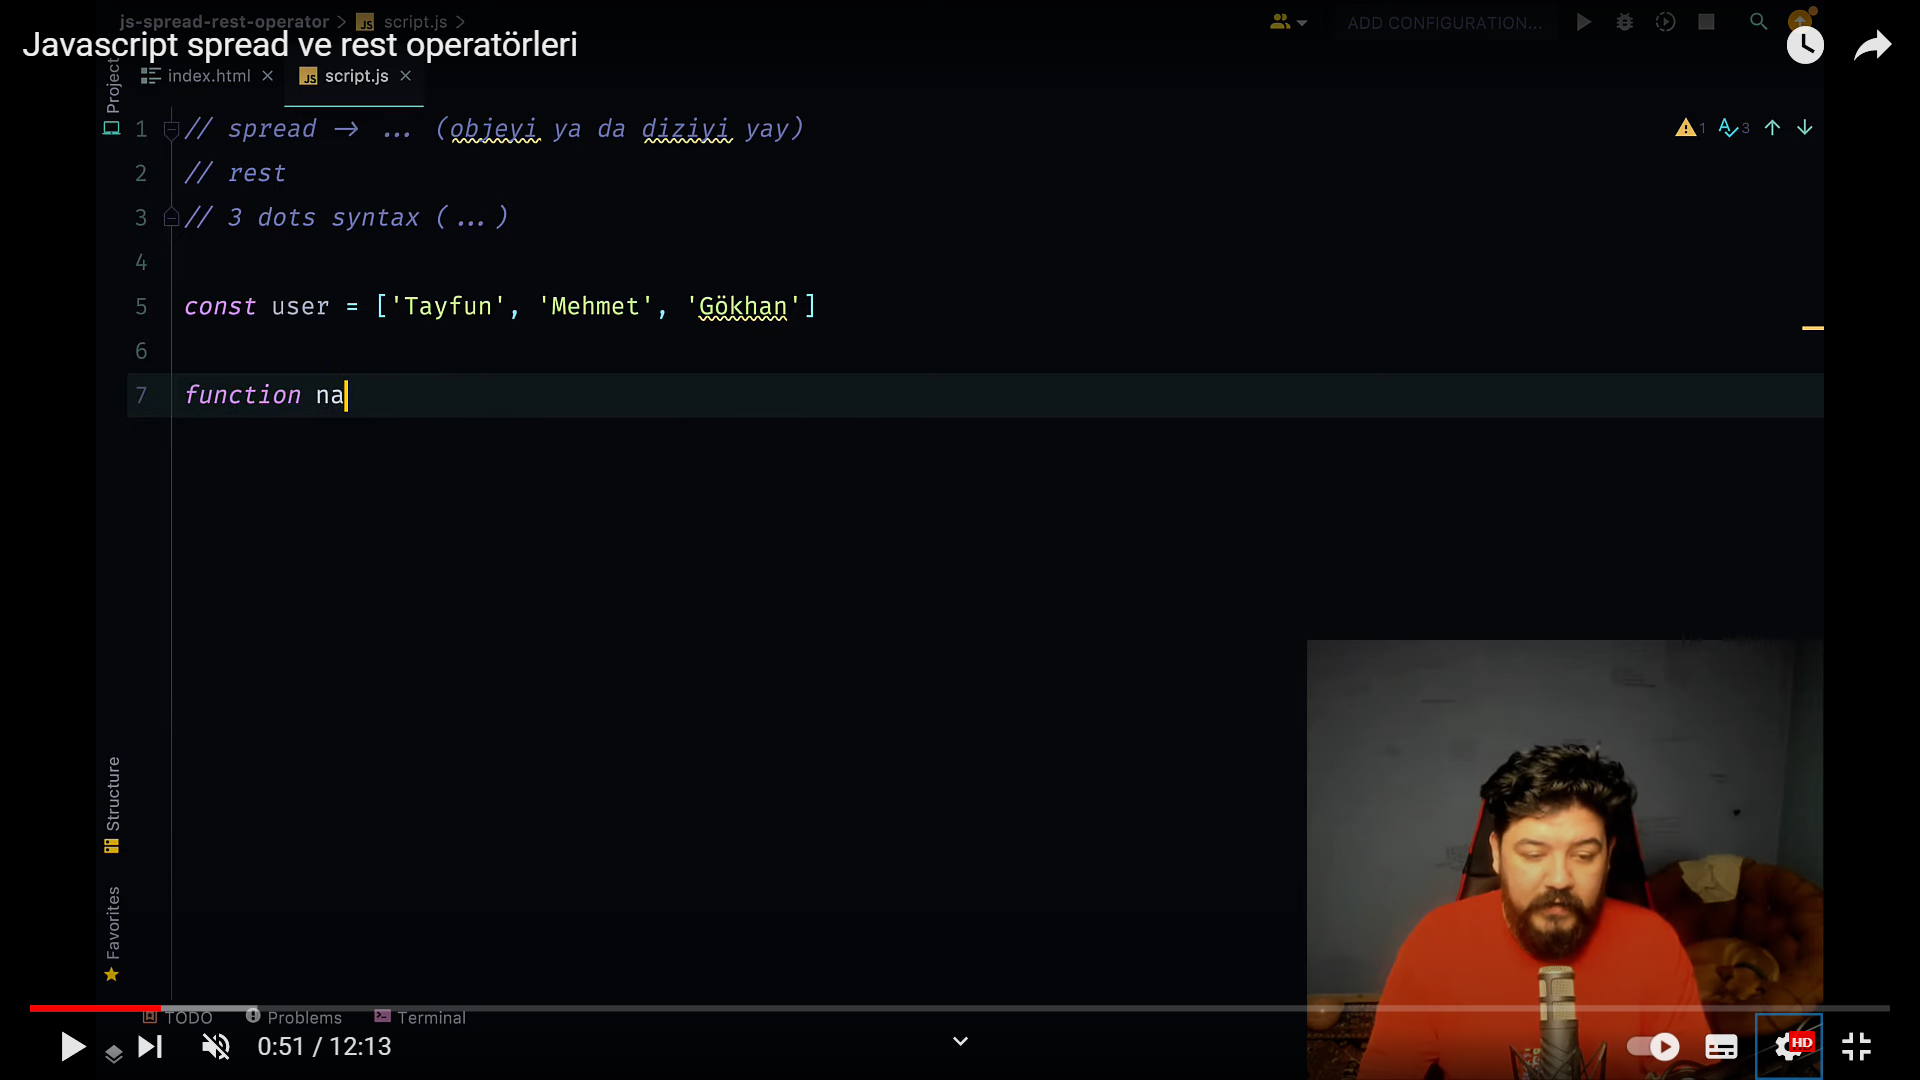 js-spread-rest-operator > JS script.js >
ADD CONFIGURATION...
Javascript spread ve rest operatörleri
Project
index.html ×
JS script.js ×
1 // spread → ... (objeyi ya da diziyi yay)
1 3
2 // rest
3 // 3 dots syntax (...)
4
5 const user = ['Tayfun', 'Mehmet', 'Gökhan']
6
7 function na
Structure
Favorites
TODO
Problems
Terminal
0:51 / 12:13
HD